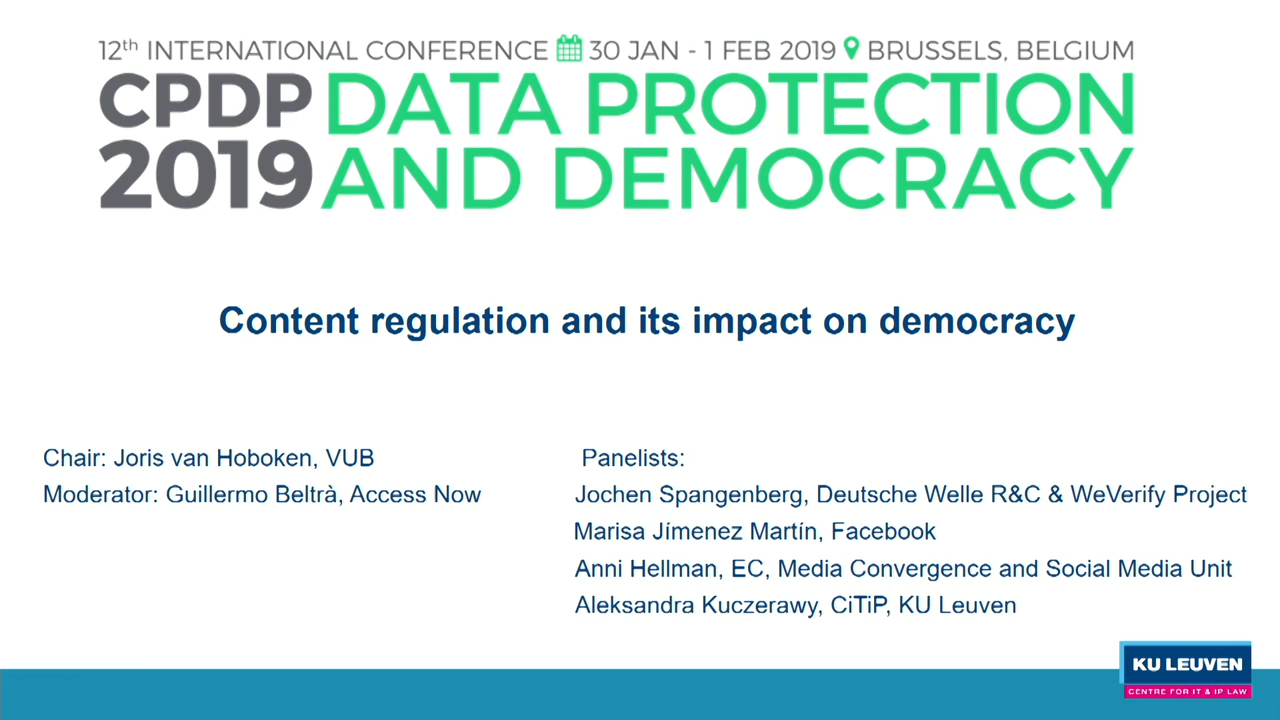 12th INTERNATIONAL CONFERENCE 30 JAN - 1 FEB 2019 BRUSSELS, BELGIUM
CPDP DATA PROTECTION
2019 AND DEMOCRACY
Content regulation and its impact on democracy
Chair: Joris van Hoboken, VUB
Moderator: Guillermo Beltrà, Access Now
Panelists:
Jochen Spangenberg, Deutsche Welle R&C & WeVerify Project
Marisa Jímenez Martín, Facebook
Anni Hellman, EC, Media Convergence and Social Media Unit
Aleksandra Kuczerawy, CiTiP, KU Leuven
KU LEUVEN
CENTRE FOR IT & IP LAW